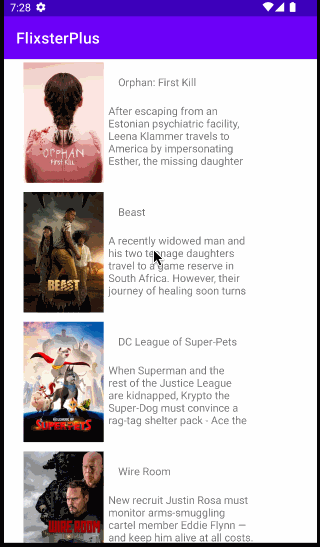 7:28
FlixsterPlus
ORPHAN
FIRST KILL
Orphan: First Kill
After escaping from an
Estonian psychiatric facility,
Leena Klammer travels to
America by impersonating
Esther, the missing daughter
BEAST
Beast
A recently widowed man and
his two teenage daughters
travel to a game reserve in
South Africa. However, their
journey of healing soon turns
SUPER-PETS
DC League of Super-Pets
When Superman and the
rest of the Justice League
are kidnapped, Krypto the
Super-Dog must convince a
rag-tag shelter pack - Ace the
WIRE ROOM
Wire Room
New recruit Justin Rosa must
monitor arms-smuggling
cartel member Eddie Flynn —
and keep him alive at all costs.